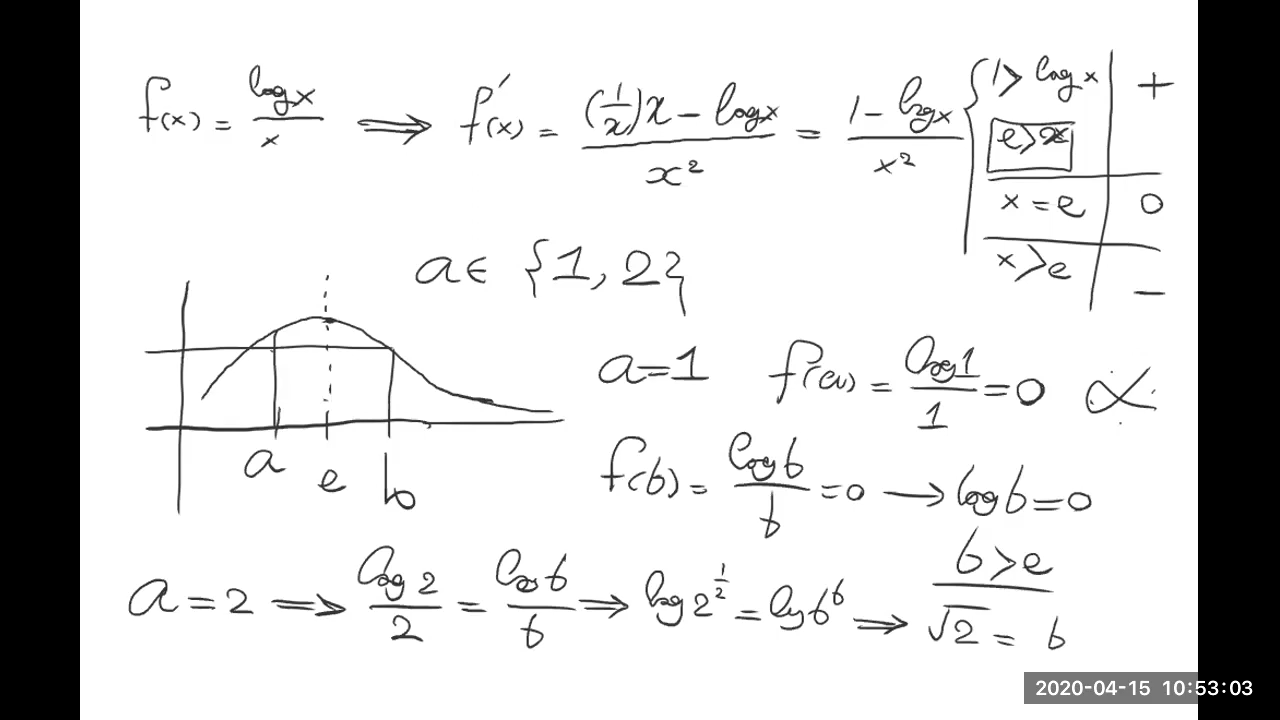 f(x) = log x / x ⟹ f'(x) = ((1/x)x − log x) / x² = (1 − log x) / x² { 1 > log x | +
e > x
x = e | 0
x > e | −
a ∈ {1, 2}
a = 1 f(a) = log 1 / 1 = 0 ∝
a e b
f(b) = log b / b = 0 → log b = 0
b > e
a = 2 ⟹ log 2 / 2 = log b / b ⟹ log 2^(1/2) = log b^b ⟹ √2 = b
2020-04-15 10:53:03